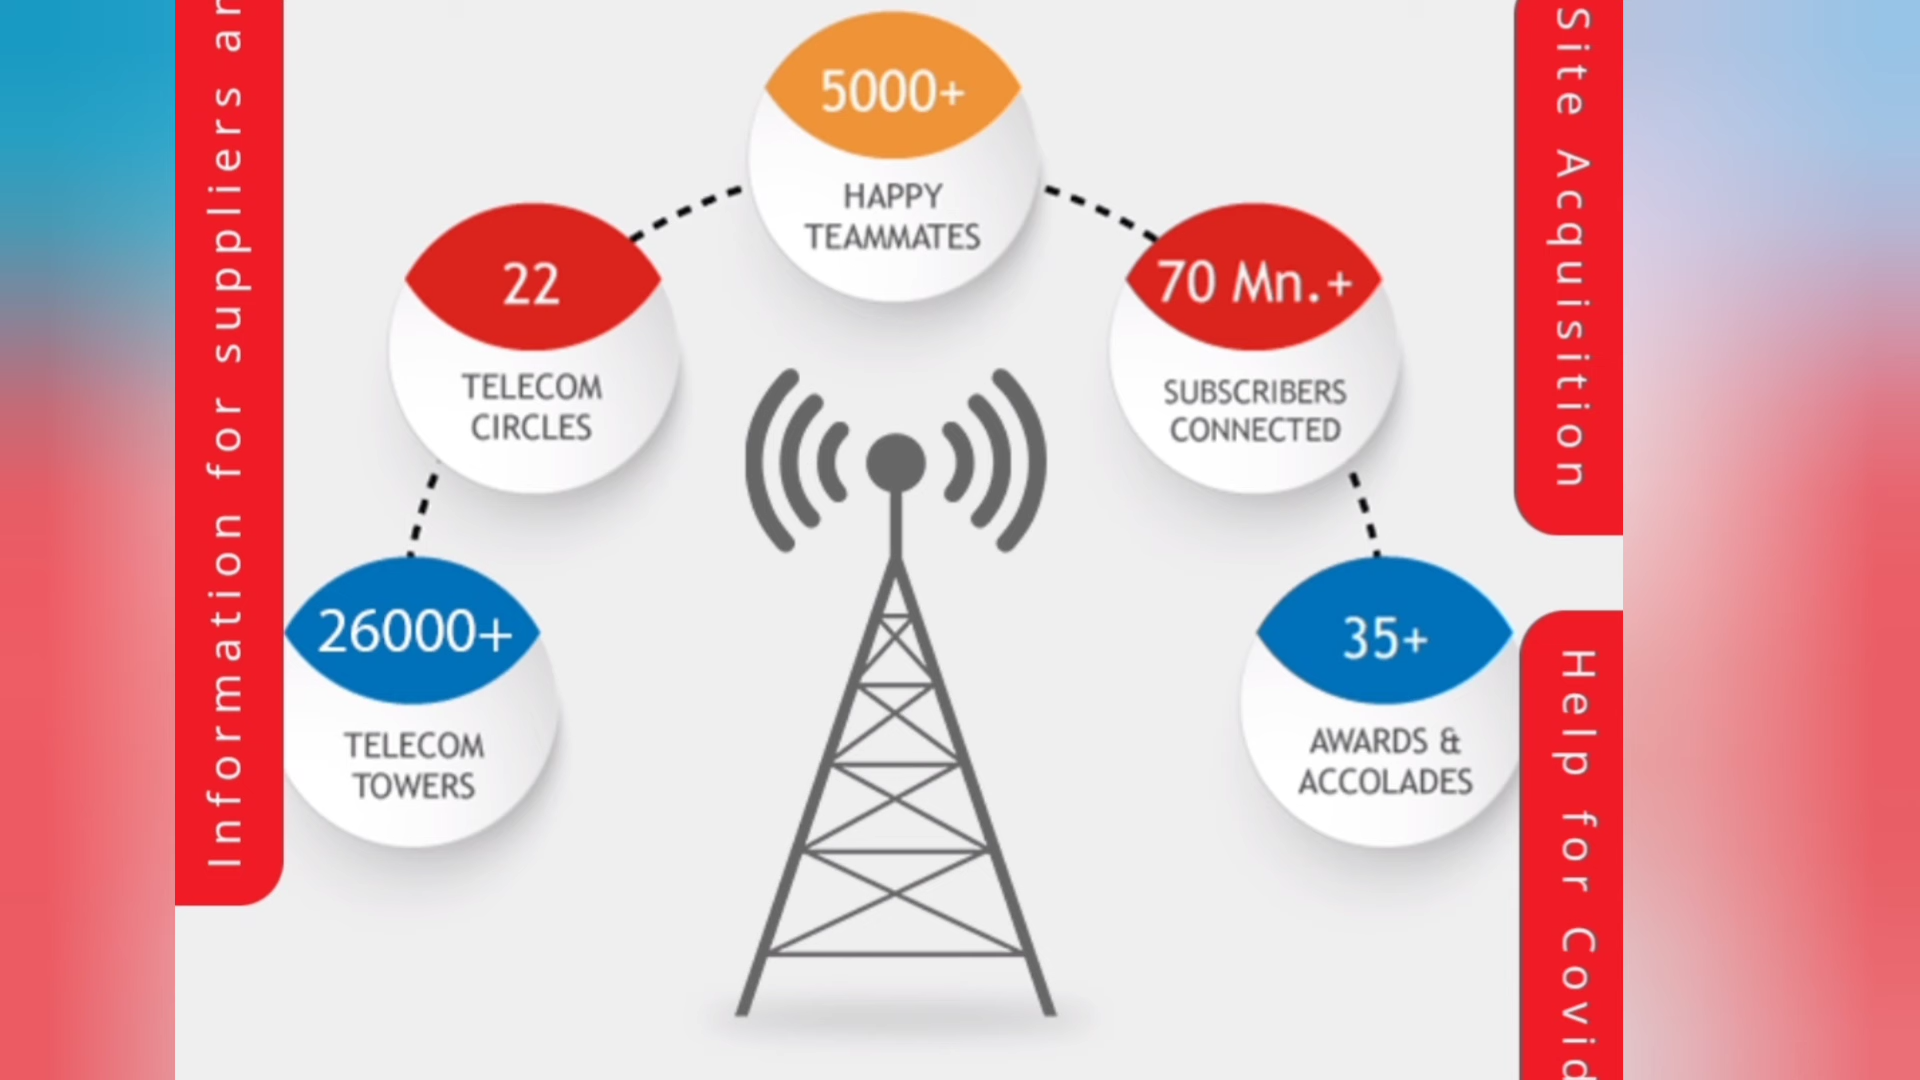 Information for suppliers
5000+
HAPPY
TEAMMATES
22
TELECOM
CIRCLES
70 Mn.+
SUBSCRIBERS
CONNECTED
26000+
TELECOM
TOWERS
35+
AWARDS &
ACCOLADES
Site Acquisition
Help for Covid